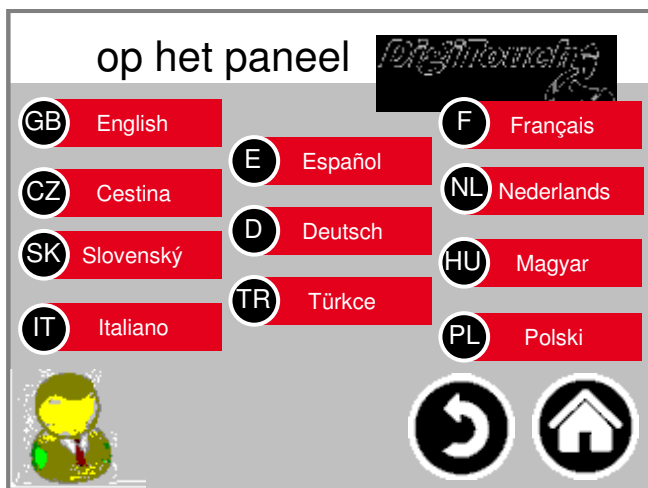 op het paneel
DigiTouch
GB English
CZ Cestina
SK Slovenský
IT Italiano
E Español
D Deutsch
TR Türkce
F Français
NL Nederlands
HU Magyar
PL Polski